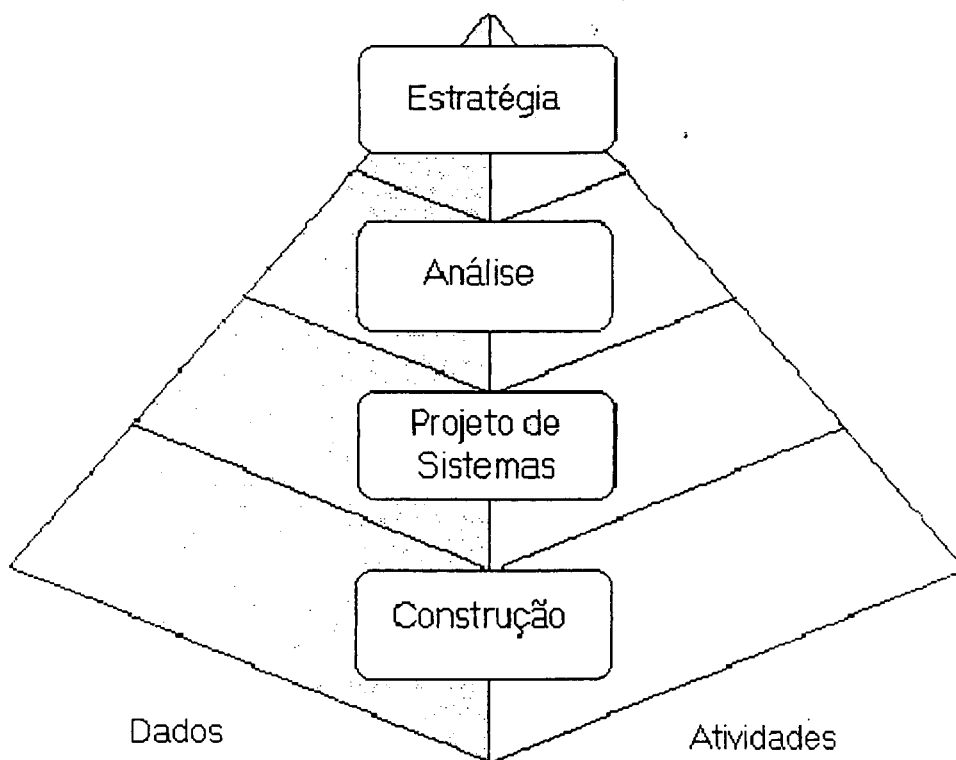 Estratégia
Análise
Projeto de
Sistemas
Construção
Dados
Atividades